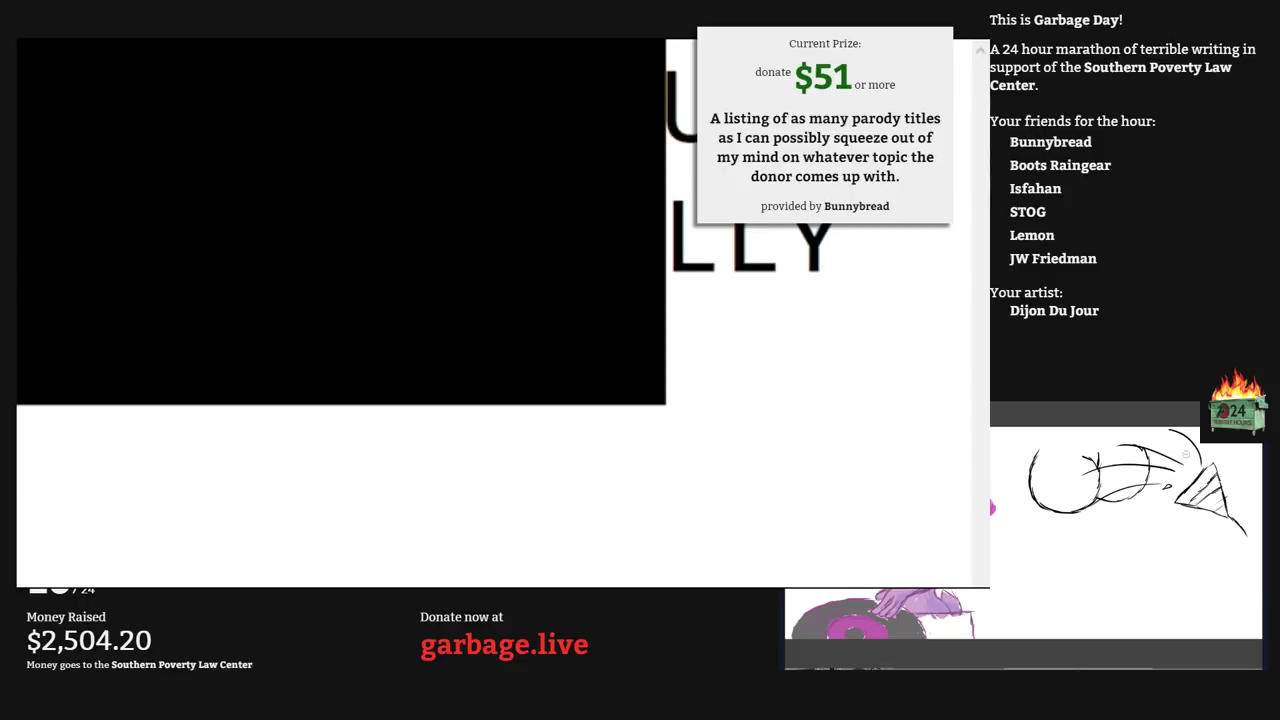 This is Garbage Day!
A 24 hour marathon of terrible writing in
support of the Southern Poverty Law
Center.
Your friends for the hour:
Bunnybread
Boots Raingear
Isfahan
STOG
Lemon
JW Friedman
Your artist:
Dijon Du Jour
Current Prize:
donate $51 or more
A listing of as many parody titles
as I can possibly squeeze out of
my mind on whatever topic the
donor comes up with.
provided by Bunnybread
LLY
/ 24
Money Raised
$2,504.20
Money goes to the Southern Poverty Law Center
Donate now at
garbage.live